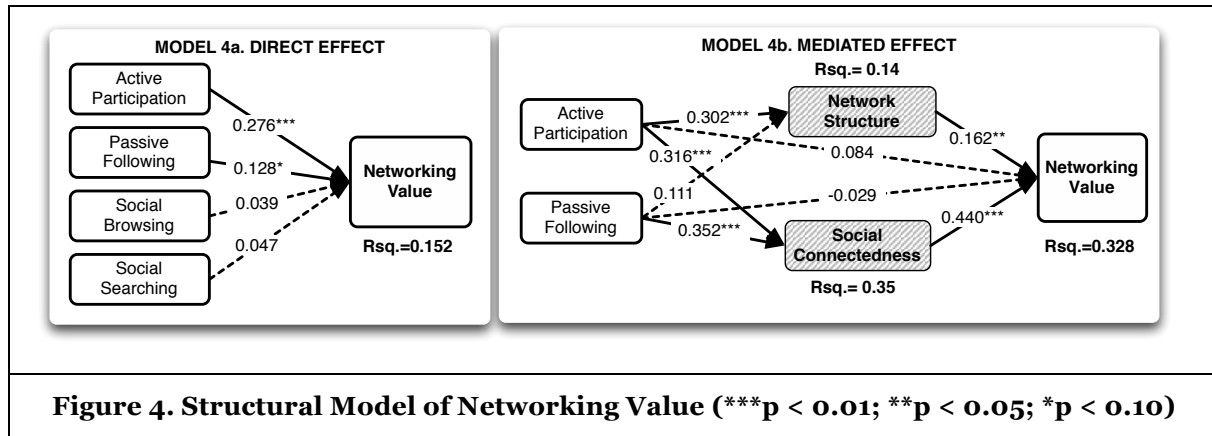 MODEL 4a. DIRECT EFFECT
Active
Participation
Passive
Following
Social
Browsing
Social
Searching
0.276***
0.128*
0.039
0.047
Networking
Value
Rsq.=0.152
MODEL 4b. MEDIATED EFFECT
Rsq.= 0.14
Network
Structure
Active
Participation
Passive
Following
0.302***
0.316***
0.111
0.352***
0.162**
0.084
-0.029
0.440***
Social
Connectedness
Rsq.= 0.35
Networking
Value
Rsq.=0.328
Figure 4. Structural Model of Networking Value (***p < 0.01; **p < 0.05; *p < 0.10)